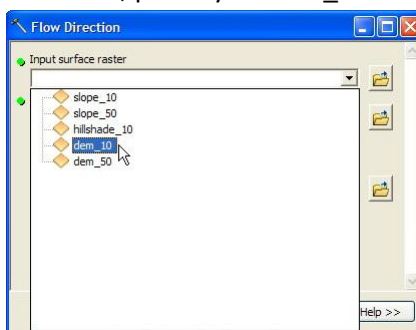 Flow Direction
Input surface raster
slope_10
slope_50
hillshade_10
dem_10
dem_50
Help >>